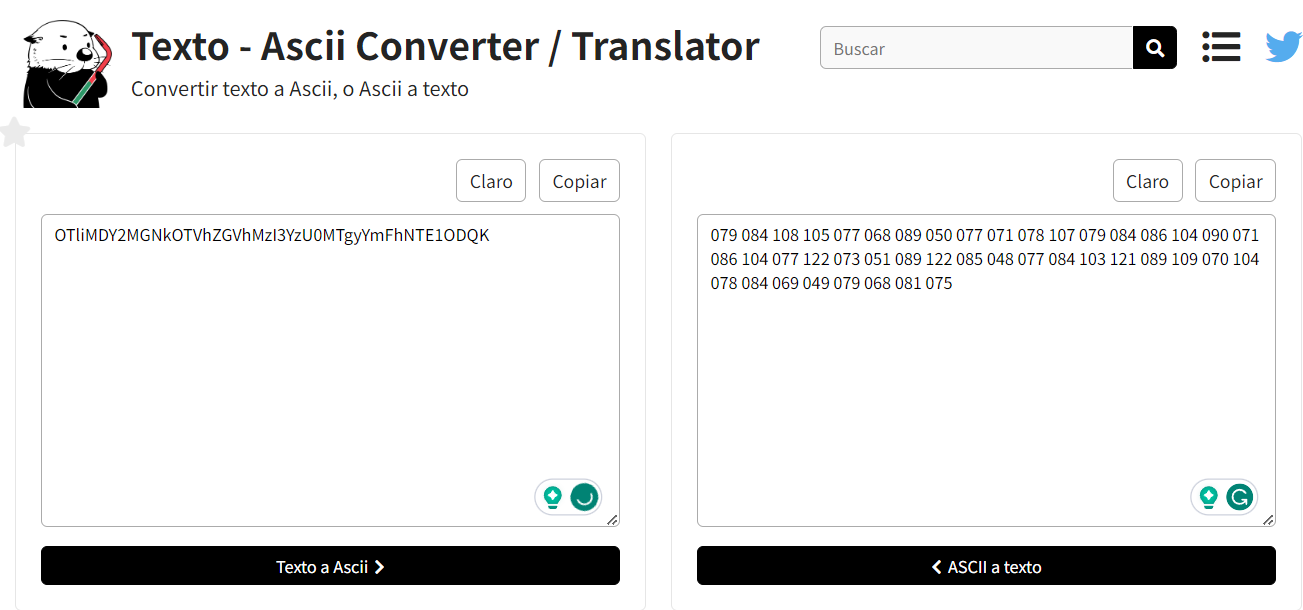 Texto - Ascii Converter / Translator
Convertir texto a Ascii, o Ascii a texto
Buscar
Claro
Copiar
OTliMDY2MGNkOTVhZGVhMzI3YzU0MTgyYmFhNTE1ODQK
Texto a Ascii
Claro
Copiar
079 084 108 105 077 068 089 050 077 071 078 107 079 084 086 104 090 071
086 104 077 122 073 051 089 122 085 048 077 084 103 121 089 109 070 104
078 084 069 049 079 068 081 075
ASCII a texto